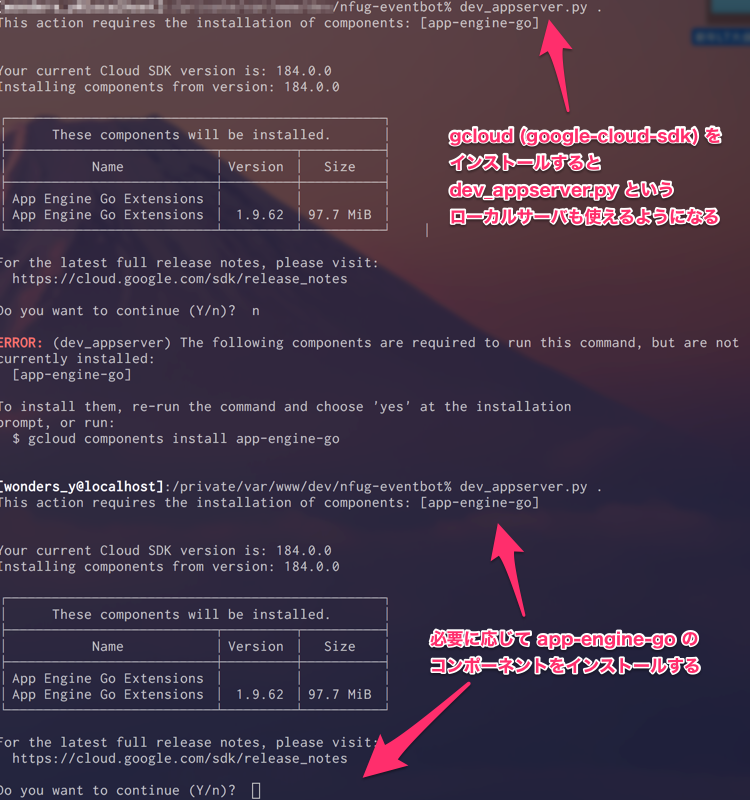 /nfug-eventbot% dev_appserver.py .
This action requires the installation of components: [app-engine-go]
Your current Cloud SDK version is: 184.0.0
Installing components from version: 184.0.0
These components will be installed.
Name Version Size
App Engine Go Extensions
App Engine Go Extensions 1.9.62 97.7 MiB
gcloud (google-cloud-sdk) を
インストールすると
dev_appserver.py という
ローカルサーバも使えるようになる
For the latest full release notes, please visit:
https://cloud.google.com/sdk/release_notes
Do you want to continue (Y/n)? n
ERROR: (dev_appserver) The following components are required to run this command, but are not
currently installed:
[app-engine-go]
To install them, re-run the command and choose 'yes' at the installation
prompt, or run:
$ gcloud components install app-engine-go
[wonders_y@localhost]:/private/var/www/dev/nfug-eventbot% dev_appserver.py .
This action requires the installation of components: [app-engine-go]
Your current Cloud SDK version is: 184.0.0
Installing components from version: 184.0.0
These components will be installed.
Name Version Size
App Engine Go Extensions
App Engine Go Extensions 1.9.62 97.7 MiB
必要に応じて app-engine-go の
コンポーネントをインストールする
For the latest full release notes, please visit:
https://cloud.google.com/sdk/release_notes
Do you want to continue (Y/n)?